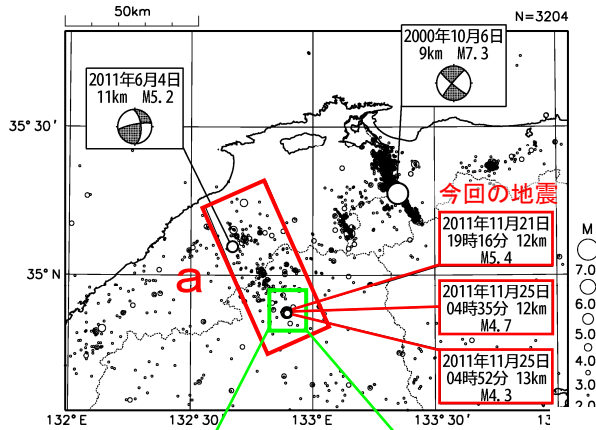 50km
N=3204
2000年10月6日
9km M7.3
2011年6月4日
11km M5.2
35°30'
今回の地震
2011年11月21日
19時16分 12km
M5.4
a
35°N
2011年11月25日
04時35分 12km
M4.7
2011年11月25日
04時52分 13km
M4.3
M
7.0
6.0
5.0
4.0
3.0
2.0
132°E
132°30'
133°E
133°30'